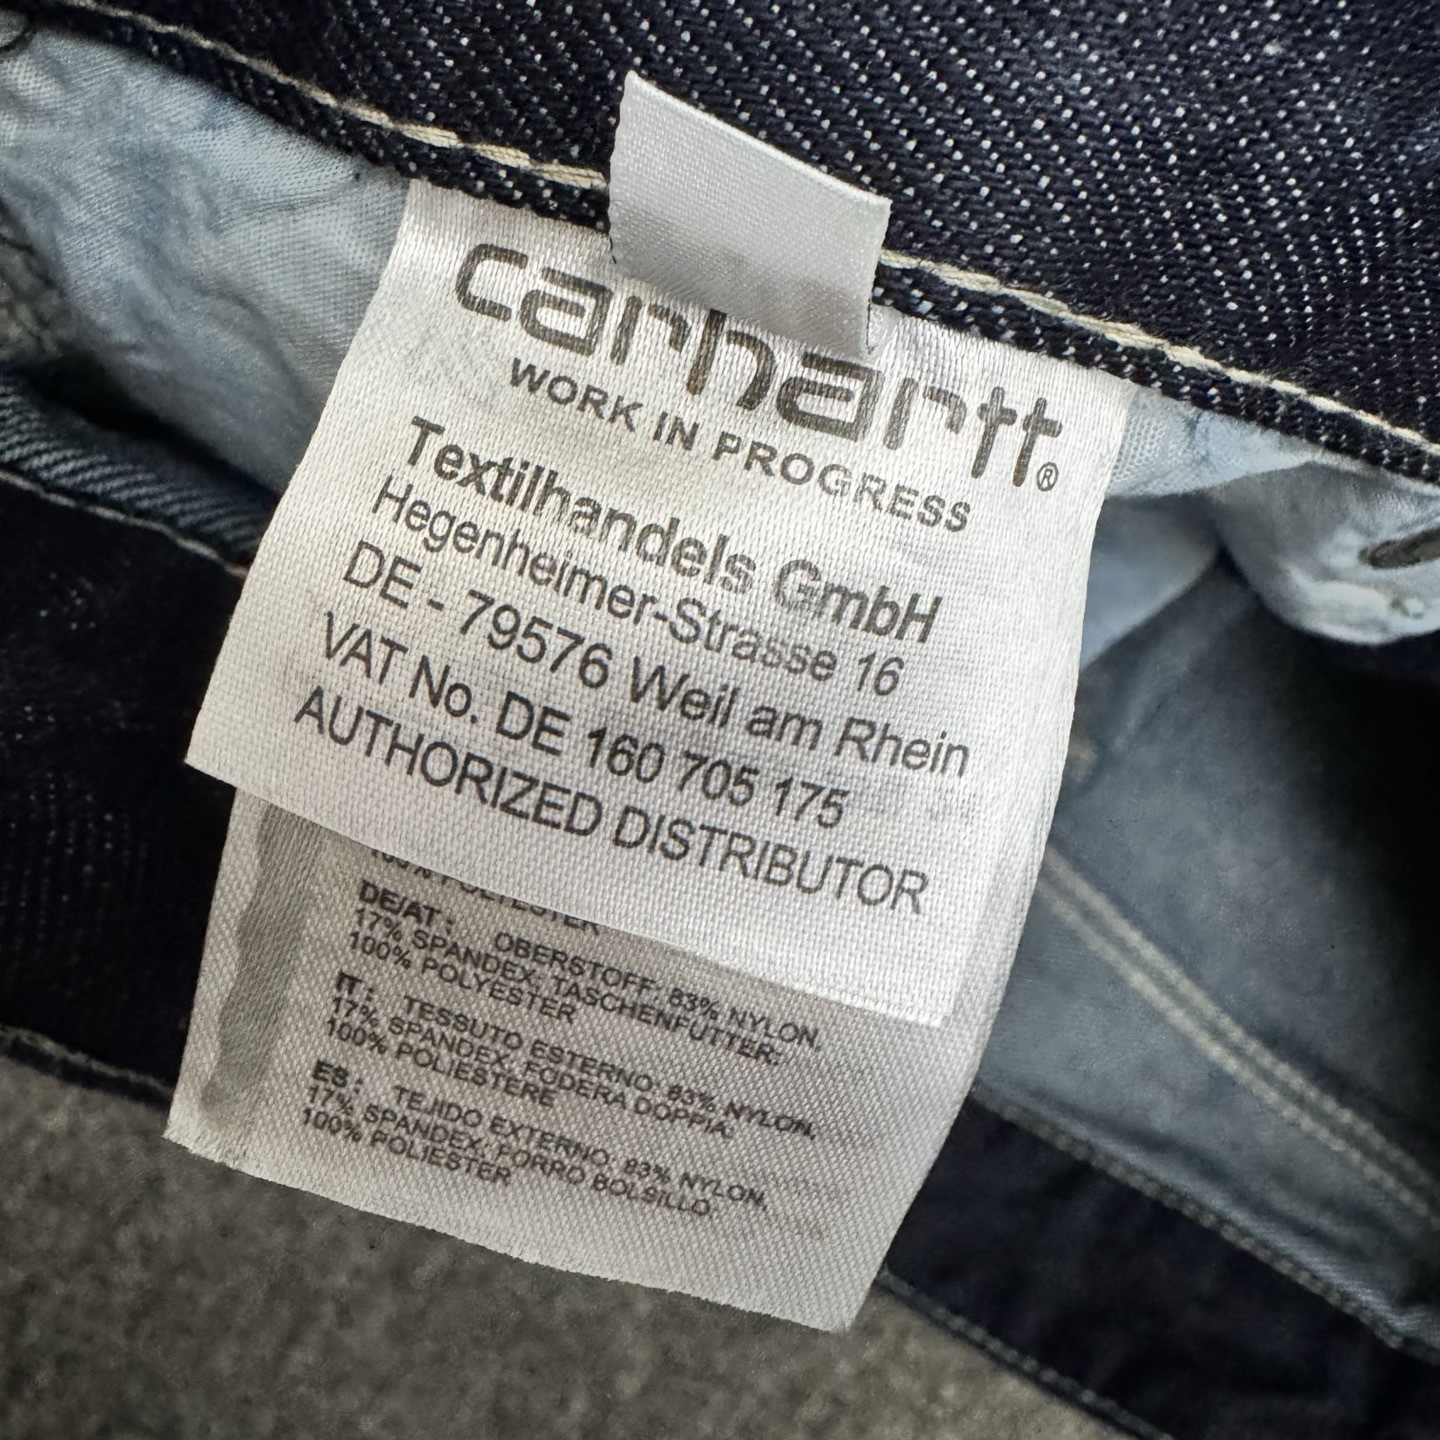 carhartt®
WORK IN PROGRESS
Textilhandels GmbH
Hegenheimer-Strasse 16
DE - 79576 Weil am Rhein
VAT No. DE 160 705 175
AUTHORIZED DISTRIBUTOR
100% POLYESTER
DE/AT: OBERSTOFF: 83% NYLON,
17% SPANDEX, TASCHENFUTTER:
100% POLYESTER
IT: TESSUTO ESTERNO: 83% NYLON,
17% SPANDEX, FODERA DOPPIA:
100% POLIESTERE
ES: TEJIDO EXTERNO: 83% NYLON,
17% SPANDEX, FORRO BOLSILLO:
100% POLIESTER